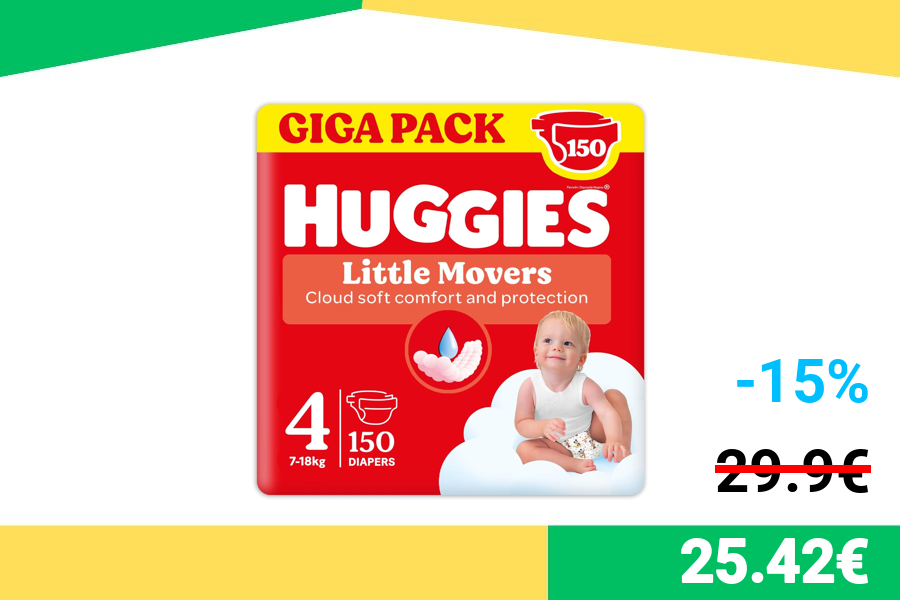 GIGA PACK
150
HUGGIES
Little Movers
Cloud soft comfort and protection
4
7-18kg
150
DIAPERS
-15%
29.9€
25.42€